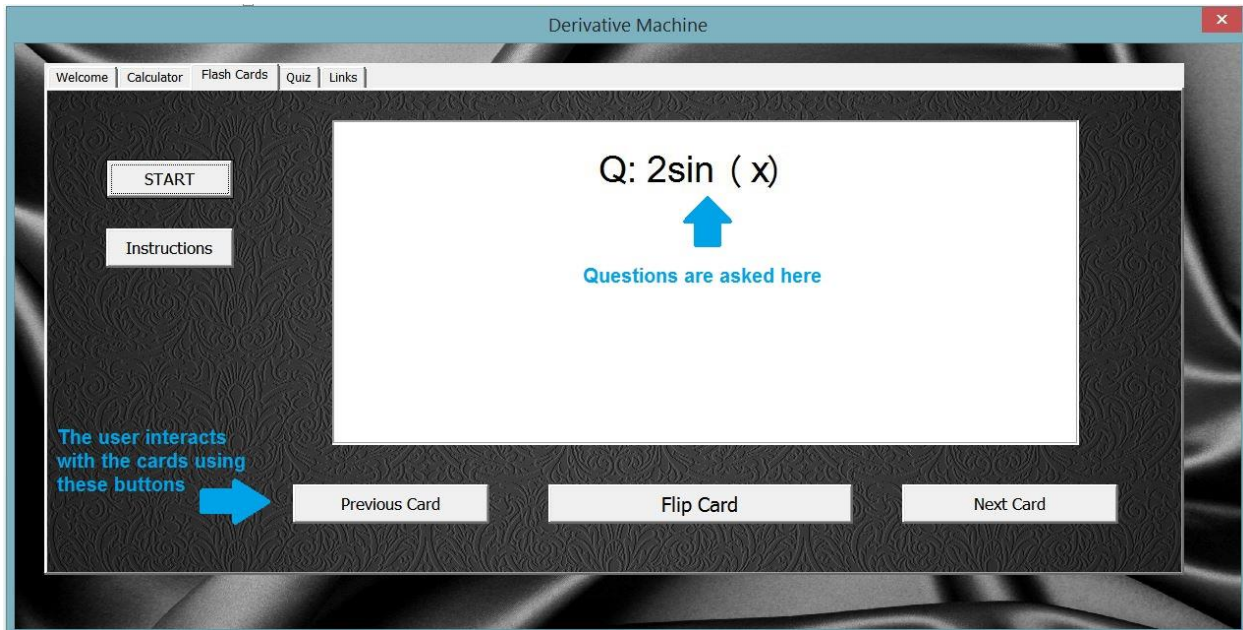 Derivative Machine
Welcome Calculator Flash Cards Quiz Links
START
Instructions
Q: 2sin ( x)
Questions are asked here
The user interacts
with the cards using
these buttons
Previous Card Flip Card Next Card